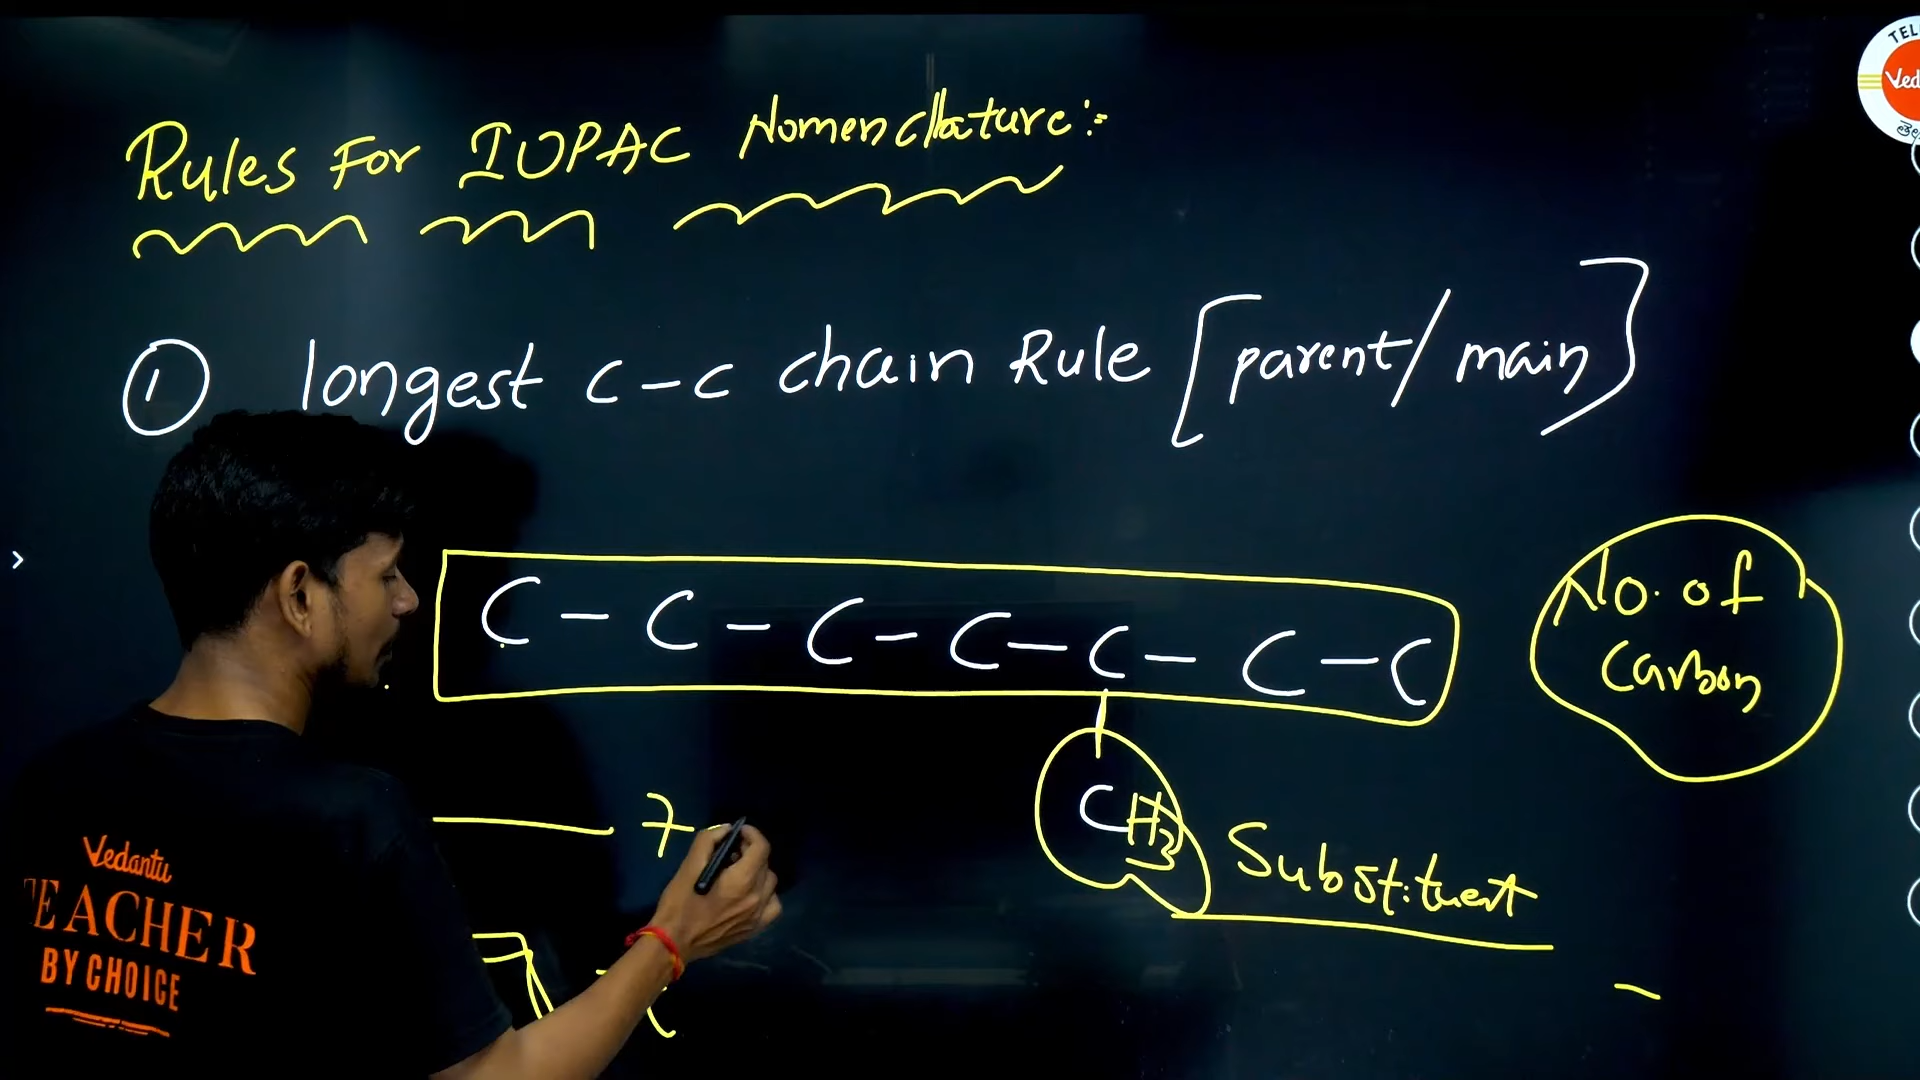 Rules For IUPAC Nomenclature:-
① longest C-C chain Rule [parent/main]
C - C - C - C - C - C - C
No. of
Carbon
CH3
Substituent
7
Vedantu
TEACHER
BY CHOICE